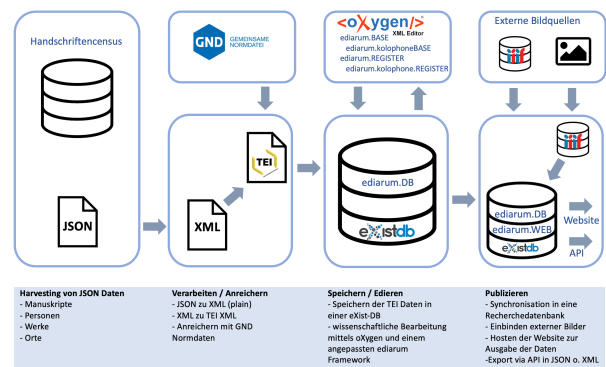 Handschriftencensus
JSON
GND
GEMEINSAME
NORMDATEI
XML
TEI
<oXygen/>
XML Editor
ediarum.BASE
ediarum.kolophoneBASE
ediarum.REGISTER
ediarum.kolophone.REGISTER
ediarum.DB
eXistdb
Externe Bildquellen
iiif
iiif
ediarum.DB
ediarum.WEB
eXistdb
Website
API
Harvesting von JSON Daten
- Manuskripte
- Personen
- Werke
- Orte
Verarbeiten / Anreichern
- JSON zu XML (plain)
- XML zu TEI XML
- Anreichern mit GND
Normdaten
Speichern / Edieren
- Speichern der TEI Daten in
einer eXist-DB
- wissenschaftliche Bearbeitung
mittels oXygen und einem
angepassten ediarum
Framework
Publizieren
- Synchronisation in eine
Recherchedatenbank
- Einbinden externer Bilder
- Hosten der Website zur
Ausgabe der Daten
-Export via API in JSON o. XML